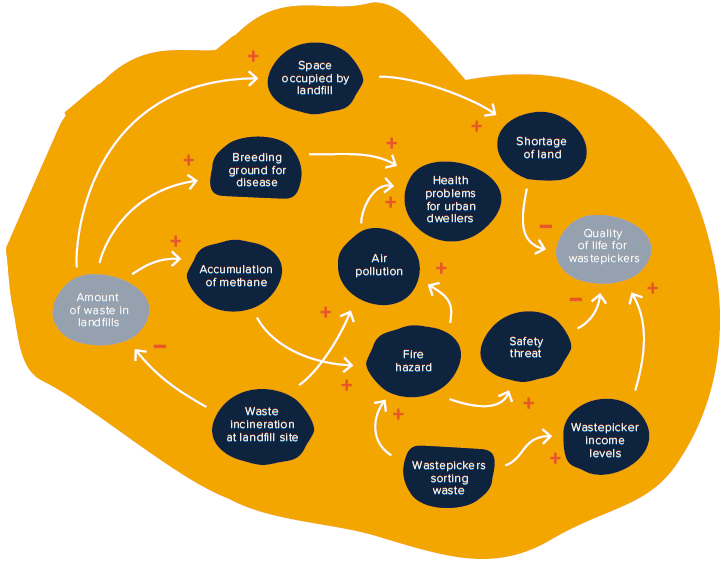 +
Space
occupied by
landfill
+
Shortage
of land
+
Breeding
ground for
disease
+
Health
problems
for urban
dwellers
+
−
Quality
of life for
wastepickers
+
Accumulation
of methane
Air
pollution
+
−
+
Amount
of waste in
landfills
+
−
Fire
hazard
Safety
threat
+
+
+
Waste
incineration
at landfill site
Wastepicker
income
levels
+
Wastepickers
sorting
waste